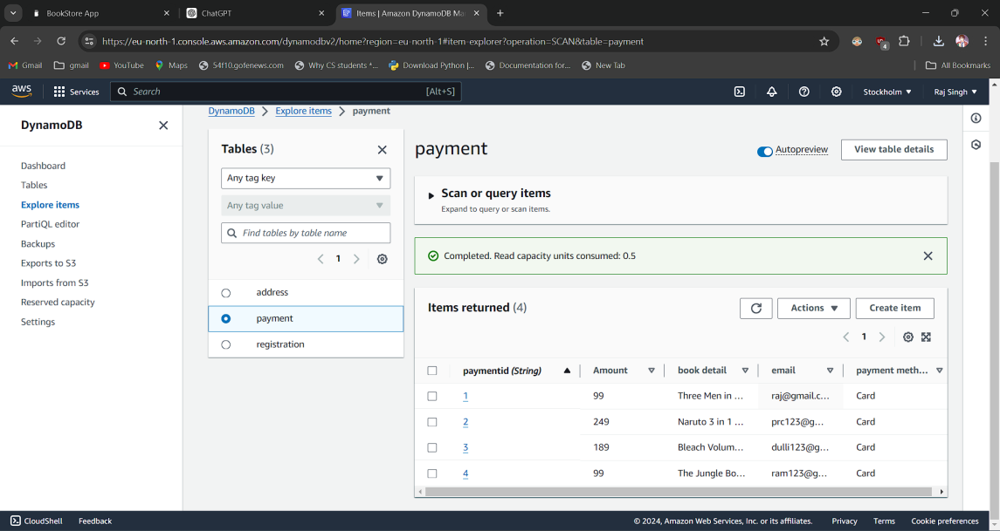 BookStore App
ChatGPT
Items | Amazon DynamoDB Ma
https://eu-north-1.console.aws.amazon.com/dynamodbv2/home?region=eu-north-1#item-explorer?operation=SCAN&table=payment
4
Gmail
gmail
YouTube
Maps
54f10.gofenews.com
Why CS students *...
Download Python |...
Documentation for...
New Tab
All Bookmarks
aws
Services
Search
[Alt+S]
Stockholm
Raj Singh
DynamoDB
Dashboard
Tables
Explore items
PartiQL editor
Backups
Exports to S3
Imports from S3
Reserved capacity
Settings
DynamoDB > Explore items > payment
Tables (3)
Any tag key
Any tag value
Find tables by table name
1
address
payment
registration
payment
Autopreview
View table details
Scan or query items
Expand to query or scan items.
Completed. Read capacity units consumed: 0.5
Items returned (4)
Actions
Create item
1
paymentid (String) Amount book detail email payment meth...
1 99 Three Men in ... raj@gmail.c... Card
2 249 Naruto 3 in 1 ... prc123@g... Card
3 189 Bleach Volum... dulli123@g... Card
4 99 The Jungle Bo... ram123@g... Card
CloudShell
Feedback
© 2024, Amazon Web Services, Inc. or its affiliates.
Privacy
Terms
Cookie preferences